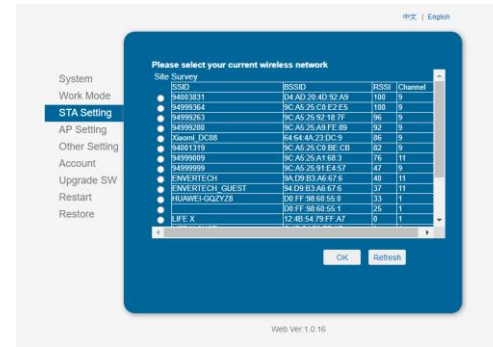 中文 | English
Please select your current wireless network
Site Survey
SSID BSSID RSSI Channel
94003831 D4:AD:20:4D:92:A9 100 9
94999364 9C:A5:25:C0:E2:E5 100 9
94999263 9C:A5:25:92:18:7F 96 9
94999280 9C:A5:25:A9:FE:89 92 9
Xiaomi_DC08 64:64:4A:23:DC:9 86 9
94001319 9C:A5:25:C0:BE:CB 82 9
94999009 9C:A5:25:A1:68:3 76 11
94999999 9C:A5:25:91:E4:57 47 9
ENVERTECH 9A:D9:B3:A6:67:6 40 11
ENVERTECH_GUEST 94:D9:B3:A6:67:6 37 11
HUAWEI-GQZYZ8 D0:FF:98:60:55:0 33 1
D0:FF:98:60:55:1 25 1
LIFE X 12:4B:54:79:FF:A7 0 1
System
Work Mode
STA Setting
AP Setting
Other Setting
Account
Upgrade SW
Restart
Restore
OK Refresh
Web Ver:1.0.16